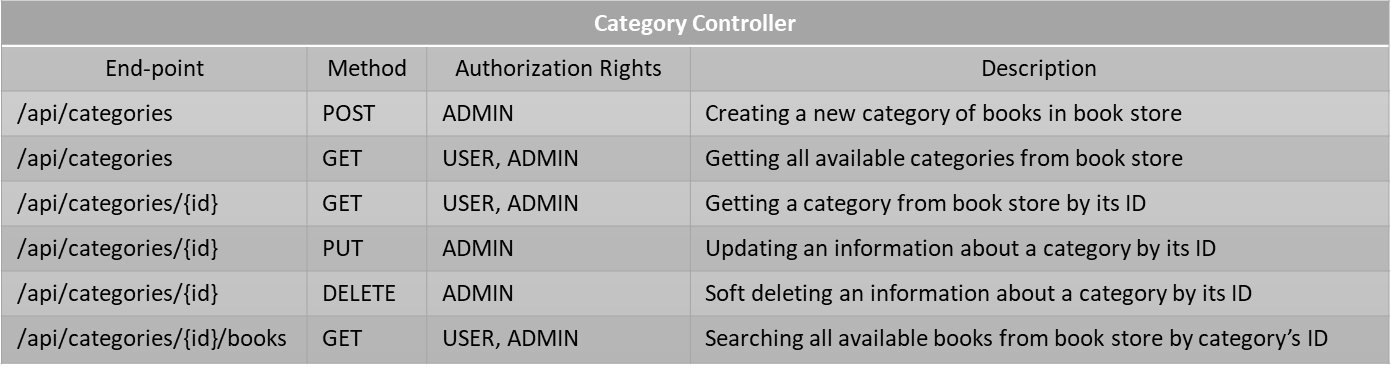 Category Controller
End-point Method Authorization Rights Description
/api/categories POST ADMIN Creating a new category of books in book store
/api/categories GET USER, ADMIN Getting all available categories from book store
/api/categories/{id} GET USER, ADMIN Getting a category from book store by its ID
/api/categories/{id} PUT ADMIN Updating an information about a category by its ID
/api/categories/{id} DELETE ADMIN Soft deleting an information about a category by its ID
/api/categories/{id}/books GET USER, ADMIN Searching all available books from book store by category’s ID